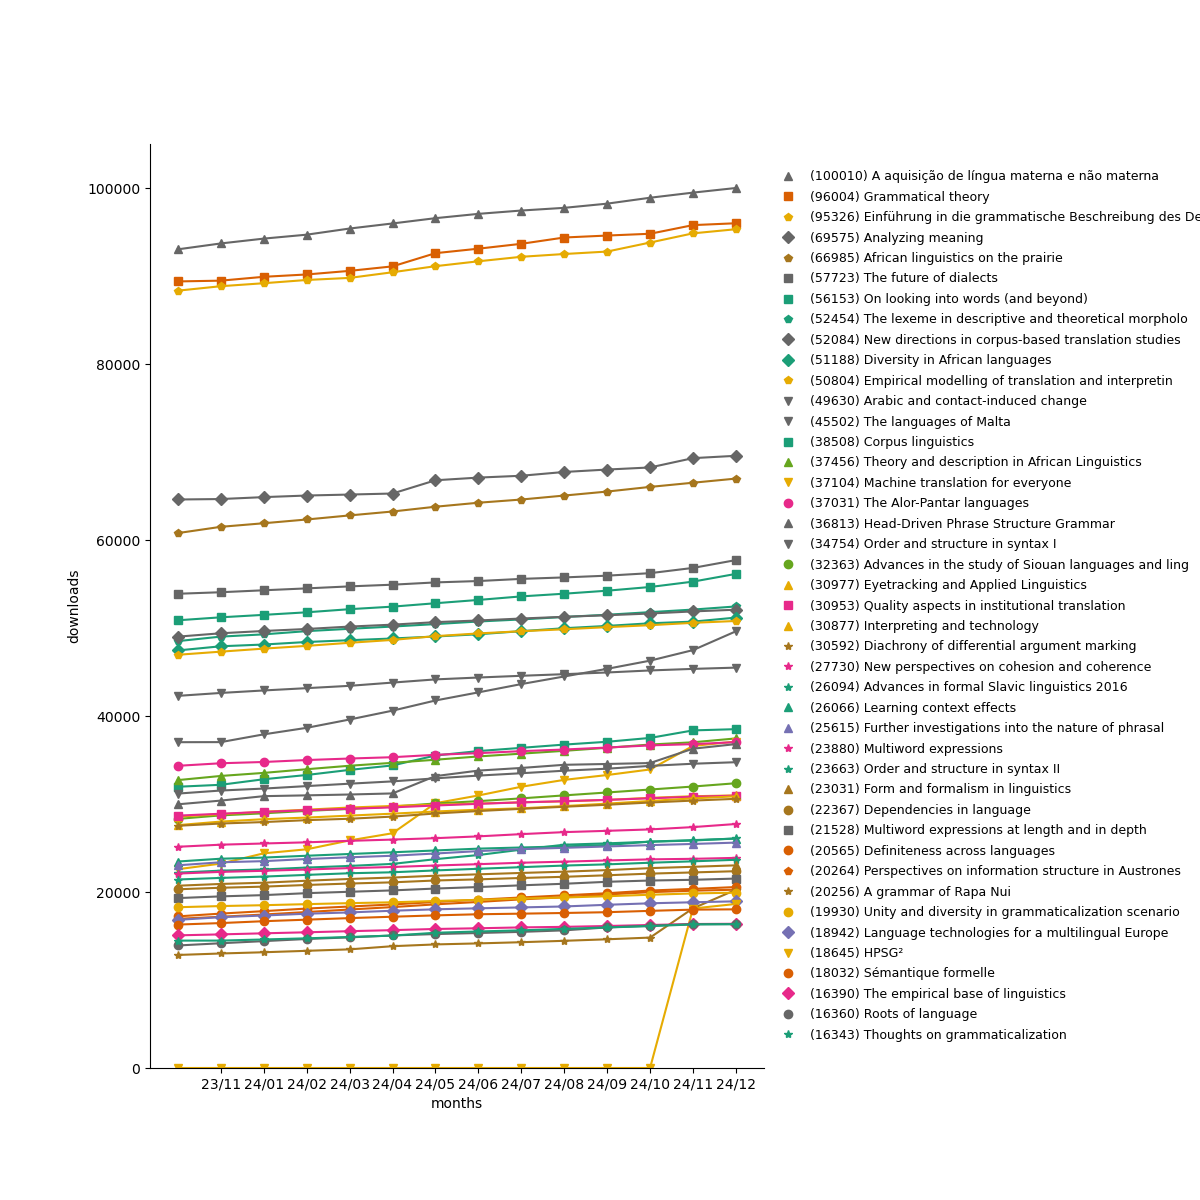 100000
80000
60000
40000
20000
0
downloads
23/11 24/01 24/02 24/03 24/04 24/05 24/06 24/07 24/08 24/09 24/10 24/11 24/12
months
(100010) A aquisição de língua materna e não materna
(96004) Grammatical theory
(95326) Einführung in die grammatische Beschreibung des De
(69575) Analyzing meaning
(66985) African linguistics on the prairie
(57723) The future of dialects
(56153) On looking into words (and beyond)
(52454) The lexeme in descriptive and theoretical morpholo
(52084) New directions in corpus-based translation studies
(51188) Diversity in African languages
(50804) Empirical modelling of translation and interpretin
(49630) Arabic and contact-induced change
(45502) The languages of Malta
(38508) Corpus linguistics
(37456) Theory and description in African Linguistics
(37104) Machine translation for everyone
(37031) The Alor-Pantar languages
(36813) Head-Driven Phrase Structure Grammar
(34754) Order and structure in syntax I
(32363) Advances in the study of Siouan languages and ling
(30977) Eyetracking and Applied Linguistics
(30953) Quality aspects in institutional translation
(30877) Interpreting and technology
(30592) Diachrony of differential argument marking
(27730) New perspectives on cohesion and coherence
(26094) Advances in formal Slavic linguistics 2016
(26066) Learning context effects
(25615) Further investigations into the nature of phrasal
(23880) Multiword expressions
(23663) Order and structure in syntax II
(23031) Form and formalism in linguistics
(22367) Dependencies in language
(21528) Multiword expressions at length and in depth
(20565) Definiteness across languages
(20264) Perspectives on information structure in Austrones
(20256) A grammar of Rapa Nui
(19930) Unity and diversity in grammaticalization scenario
(18942) Language technologies for a multilingual Europe
(18645) HPSG²
(18032) Sémantique formelle
(16390) The empirical base of linguistics
(16360) Roots of language
(16343) Thoughts on grammaticalization